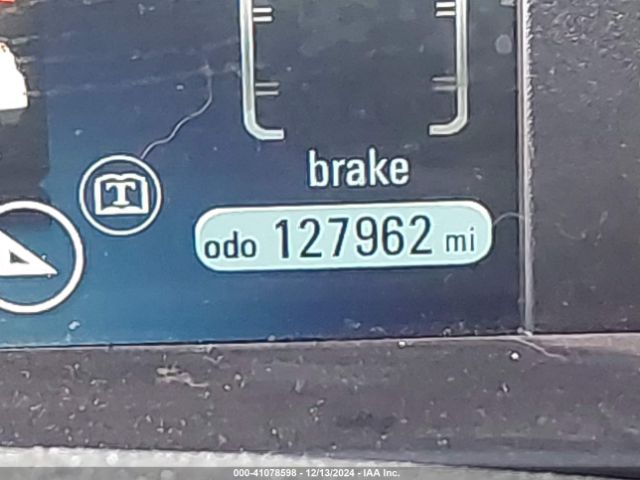 brake
T
odo 127962 mi
000-41078598 - 12/13/2024 - IAA Inc.